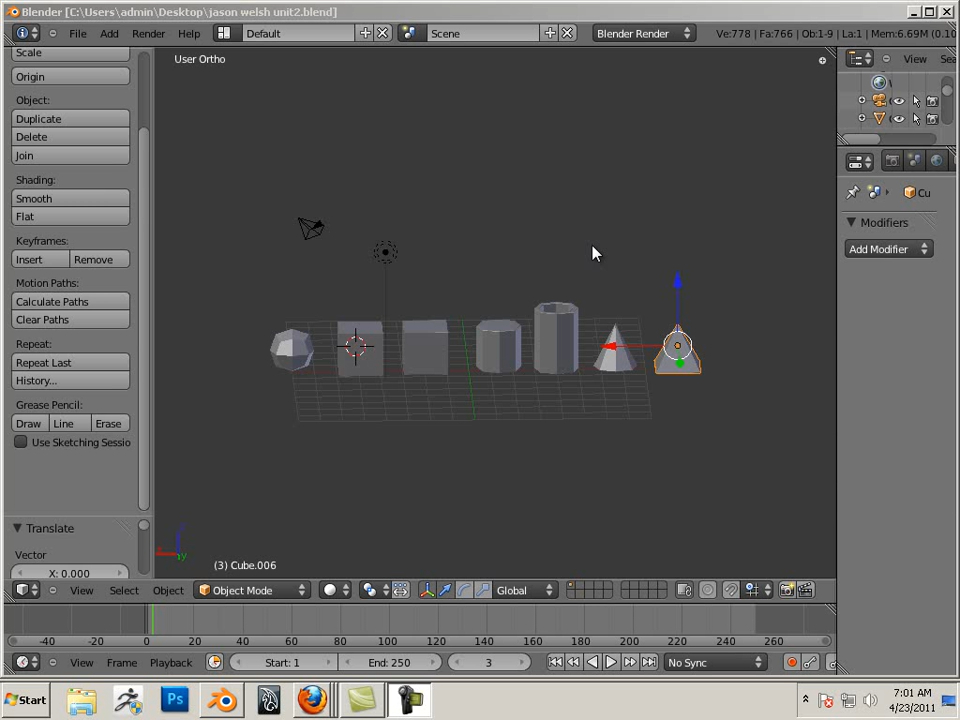 Blender [C:\Users\admin\Desktop\jason welsh unit2.blend]
File Add Render Help Default Scene Blender Render Ve:778 | Fa:766 | Ob:1-9 | La:1 | Mem:6.69M (0.10
Scale
Origin
Object:
Duplicate
Delete
Join
Shading:
Smooth
Flat
Keyframes:
Insert Remove
Motion Paths:
Calculate Paths
Clear Paths
Repeat:
Repeat Last
History...
Grease Pencil:
Draw Line Erase
Use Sketching Sessio
Translate
Vector
X: 0.000
User Ortho
(3) Cube.006
View Sea
Cu
Modifiers
Add Modifier
View Select Object Object Mode Global
-40 -20 0 20 40 60 80 100 120 140 160 180 200 220 240 260
View Frame Playback Start: 1 End: 250 3 No Sync
Start Ps 7:01 AM
4/23/2011